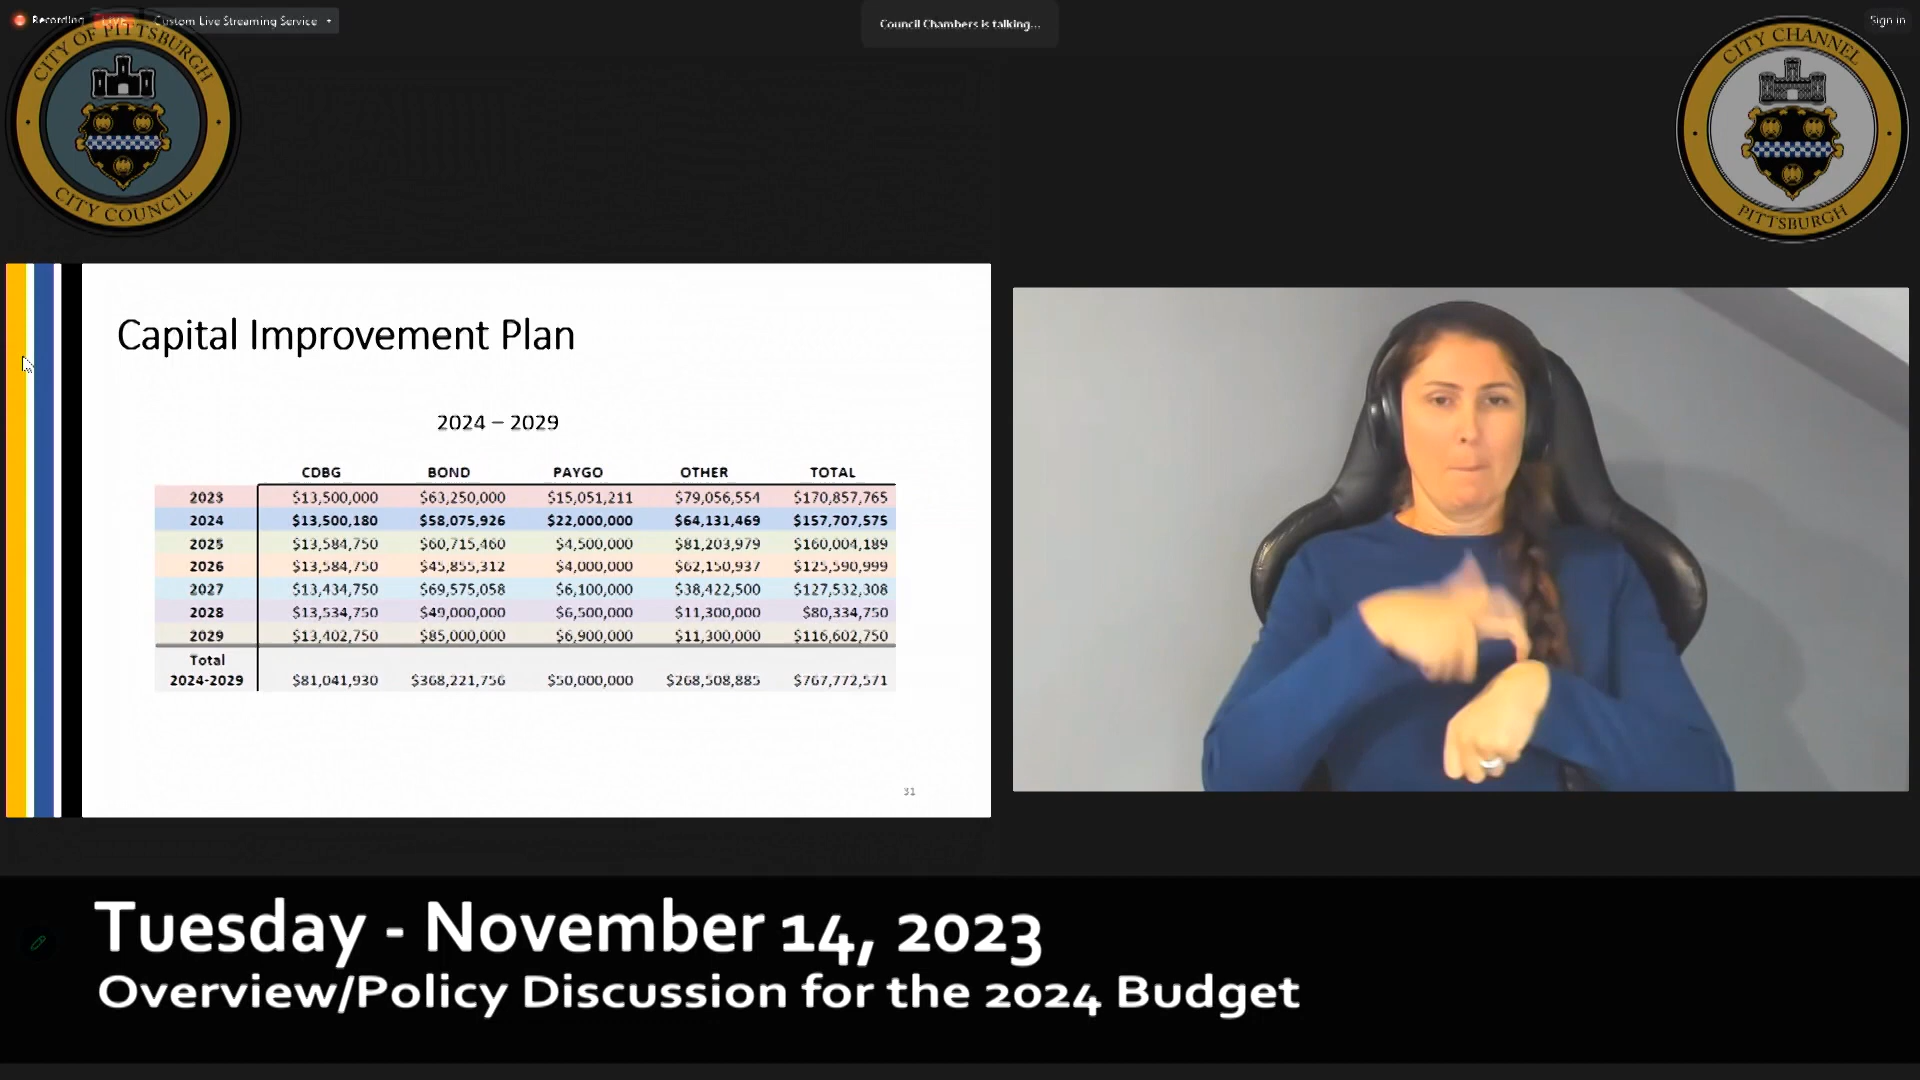 Recording
LIVE
Custom Live Streaming Service
Council Chambers is talking...
Sign in
CITY OF PITTSBURGH
CITY COUNCIL
CITY CHANNEL
PITTSBURGH
Capital Improvement Plan
2024 – 2029
CDBG BOND PAYGO OTHER TOTAL
2023 $13,500,000 $63,250,000 $15,051,211 $79,056,554 $170,857,765
2024 $13,500,180 $58,075,926 $22,000,000 $64,131,469 $157,707,575
2025 $13,584,750 $60,715,460 $4,500,000 $81,203,979 $160,004,189
2026 $13,584,750 $45,855,312 $4,000,000 $62,150,937 $125,590,999
2027 $13,434,750 $69,575,058 $6,100,000 $38,422,500 $127,532,308
2028 $13,534,750 $49,000,000 $6,500,000 $11,300,000 $80,334,750
2029 $13,402,750 $85,000,000 $6,900,000 $11,300,000 $116,602,750
Total
2024-2029 $81,041,930 $368,221,756 $50,000,000 $268,508,885 $767,772,571
31
Tuesday - November 14, 2023
Overview/Policy Discussion for the 2024 Budget